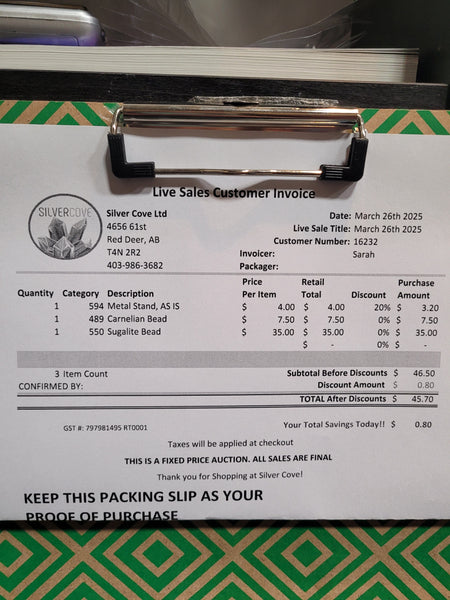 Live Sales Customer Invoice
SILVERCOVE
Silver Cove Ltd
4656 61st
Red Deer, AB
T4N 2R2
403-986-3682
Date: March 26th 2025
Live Sale Title: March 26th 2025
Customer Number: 16232
Invoicer: Sarah
Packager:
Quantity Category Description Price Per Item Retail Total Discount Purchase Amount
1 594 Metal Stand, AS IS $ 4.00 $ 4.00 20% $ 3.20
1 489 Carnelian Bead $ 7.50 $ 7.50 0% $ 7.50
1 550 Sugalite Bead $ 35.00 $ 35.00 0% $ 35.00
$ - 0% $ -
3 Item Count Subtotal Before Discounts $ 46.50
CONFIRMED BY: Discount Amount $ 0.80
TOTAL After Discounts $ 45.70
GST #: 797981495 RT0001 Your Total Savings Today!! $ 0.80
Taxes will be applied at checkout
THIS IS A FIXED PRICE AUCTION. ALL SALES ARE FINAL
Thank you for Shopping at Silver Cove!
KEEP THIS PACKING SLIP AS YOUR
PROOF OF PURCHASE